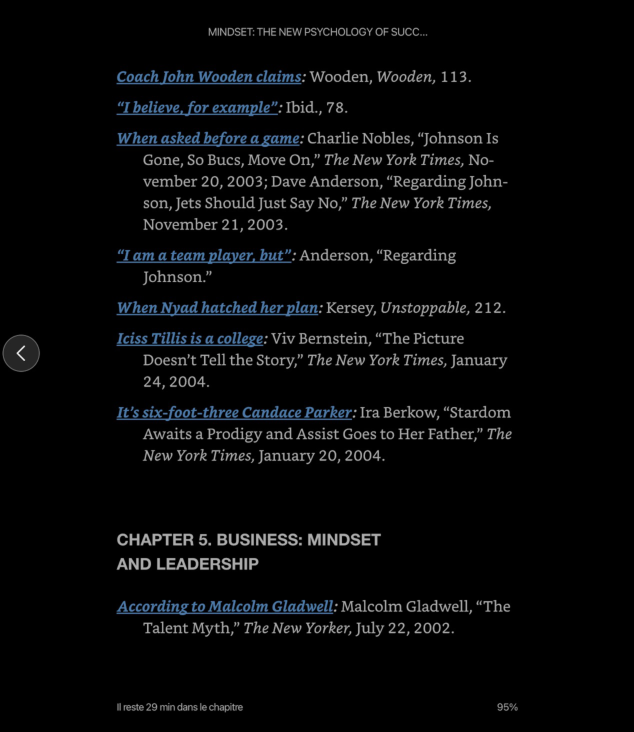 MINDSET: THE NEW PSYCHOLOGY OF SUCC...
Coach John Wooden claims: Wooden, Wooden, 113.
“I believe, for example”: Ibid., 78.
When asked before a game: Charlie Nobles, “Johnson Is
Gone, So Bucs, Move On,” The New York Times, No-
vember 20, 2003; Dave Anderson, “Regarding John-
son, Jets Should Just Say No,” The New York Times,
November 21, 2003.
“I am a team player, but”: Anderson, “Regarding
Johnson.”
When Nyad hatched her plan: Kersey, Unstoppable, 212.
Iciss Tillis is a college: Viv Bernstein, “The Picture
Doesn’t Tell the Story,” The New York Times, January
24, 2004.
It’s six-foot-three Candace Parker: Ira Berkow, “Stardom
Awaits a Prodigy and Assist Goes to Her Father,” The
New York Times, January 20, 2004.
CHAPTER 5. BUSINESS: MINDSET
AND LEADERSHIP
According to Malcolm Gladwell: Malcolm Gladwell, “The
Talent Myth,” The New Yorker, July 22, 2002.
Il reste 29 min dans le chapitre
95%